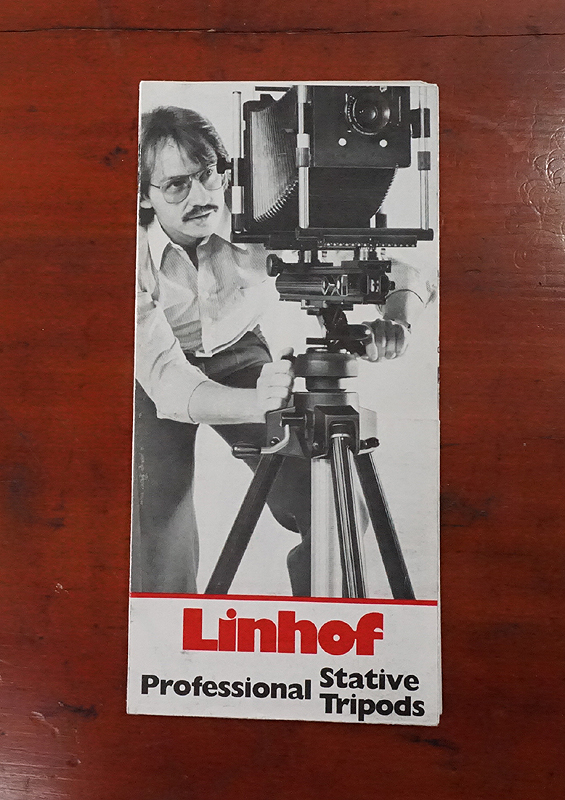 Linhof
Professional Stative
Tripods